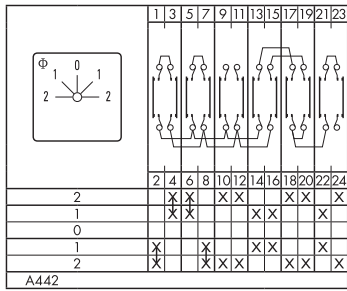 1 3 5 7 9 11 13 15 17 19 21 23
Φ
0
1 1
2 2
2 4 6 8 10 12 14 16 18 20 22 24
2 X X X X X X
1 X X X X X
0
1 X X X X X
2 X X X X X X
A442